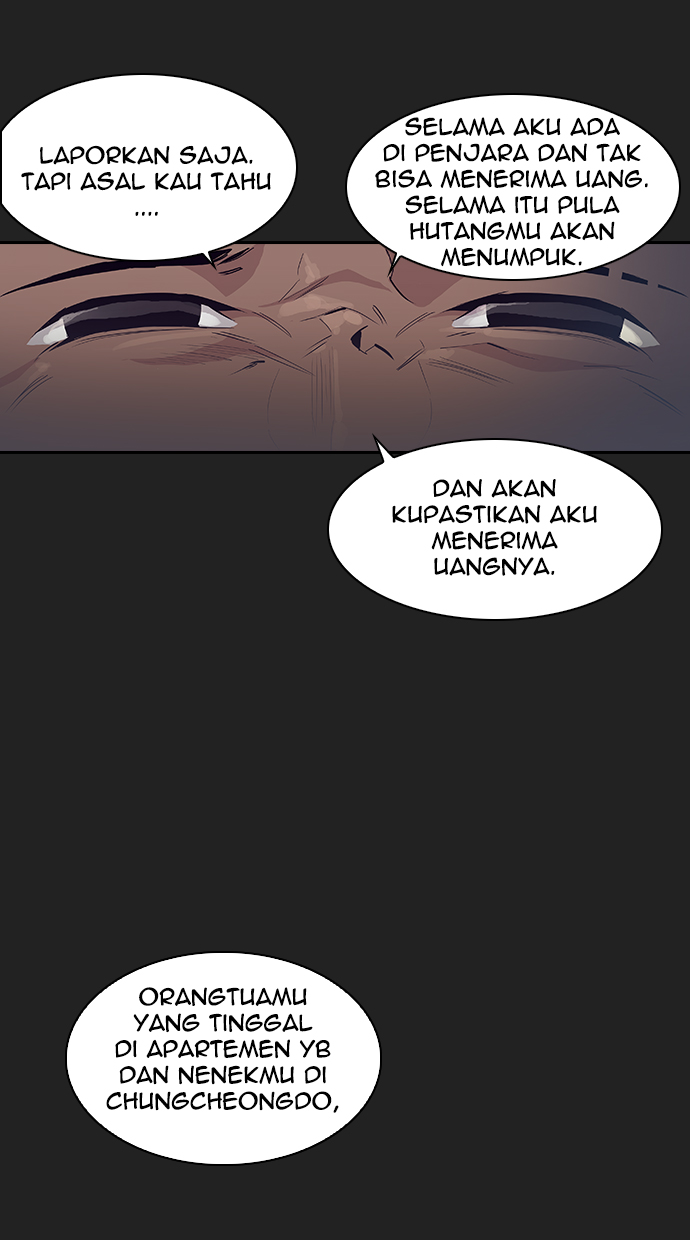 LAPORKAN SAJA.
TAPI ASAL KAU TAHU
....
SELAMA AKU ADA
DI PENJARA DAN TAK
BISA MENERIMA UANG.
SELAMA ITU PULA
HUTANGMU AKAN
MENUMPUK.
DAN AKAN
KUPASTIKAN AKU
MENERIMA
UANGNYA.
ORANGTUAMU
YANG TINGGAL
DI APARTEMEN YB
DAN NENEKMU DI
CHUNGCHEONGDO,